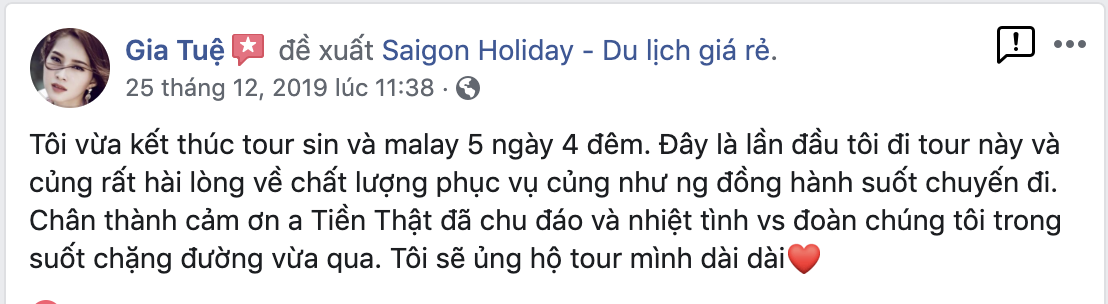 Gia Tuệ đề xuất Saigon Holiday - Du lịch giá rẻ.
25 tháng 12, 2019 lúc 11:38 ·
Tôi vừa kết thúc tour sin và malay 5 ngày 4 đêm. Đây là lần đầu tôi đi tour này và
củng rất hài lòng về chất lượng phục vụ củng như ng đồng hành suốt chuyến đi.
Chân thành cảm ơn a Tiền Thật đã chu đáo và nhiệt tình vs đoàn chúng tôi trong
suốt chặng đường vừa qua. Tôi sẽ ủng hộ tour mình dài dài❤️